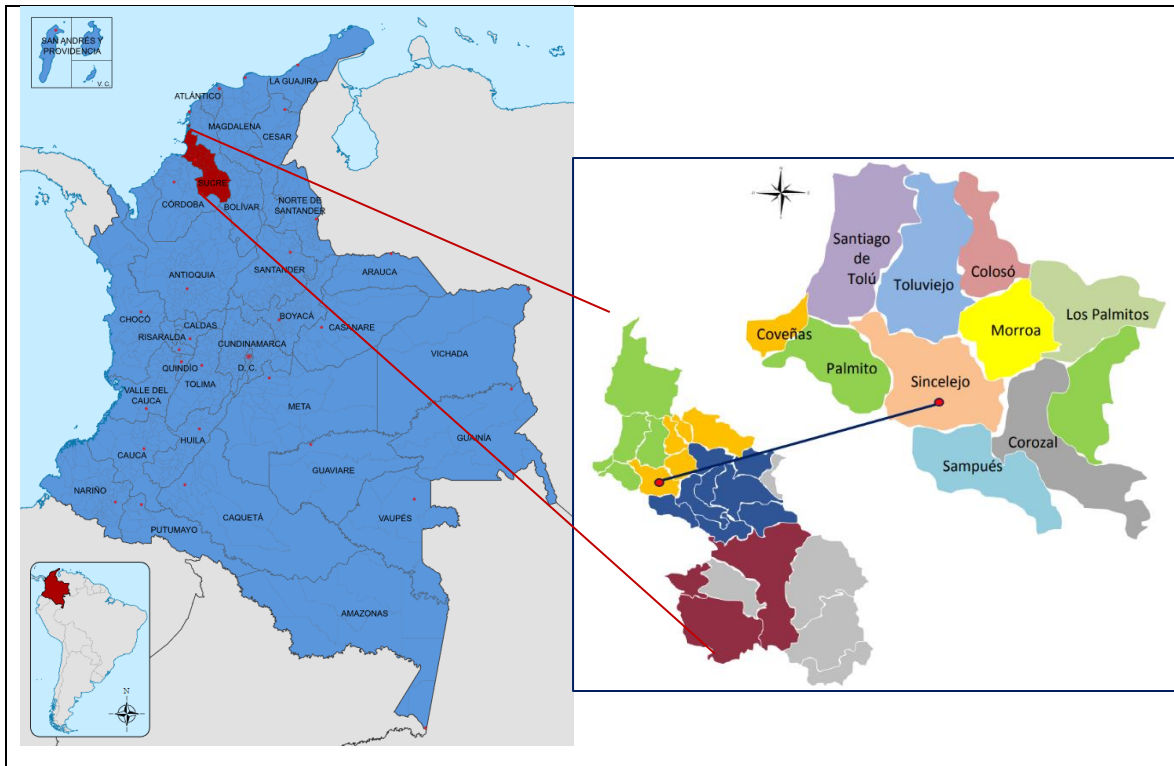 SAN ANDRÉS Y
PROVIDENCIA
V. C.
LA GUAJIRA
ATLÁNTICO
MAGDALENA
CESAR
SUCRE
CÓRDOBA
BOLÍVAR
NORTE DE
SANTANDER
ANTIOQUIA
SANTANDER
ARAUCA
CHOCÓ
CALDAS
BOYACÁ
CASANARE
RISARALDA
CUNDINAMARCA
VICHADA
QUINDÍO
D. C.
TOLIMA
VALLE DEL
CAUCA
META
HUILA
GUAINÍA
CAUCA
GUAVIARE
NARIÑO
CAQUETÁ
VAUPÉS
PUTUMAYO
AMAZONAS
N
Santiago
de
Tolú
Toluviejo
Colosó
Los Palmitos
Coveñas
Morroa
Palmito
Sincelejo
Corozal
Sampués